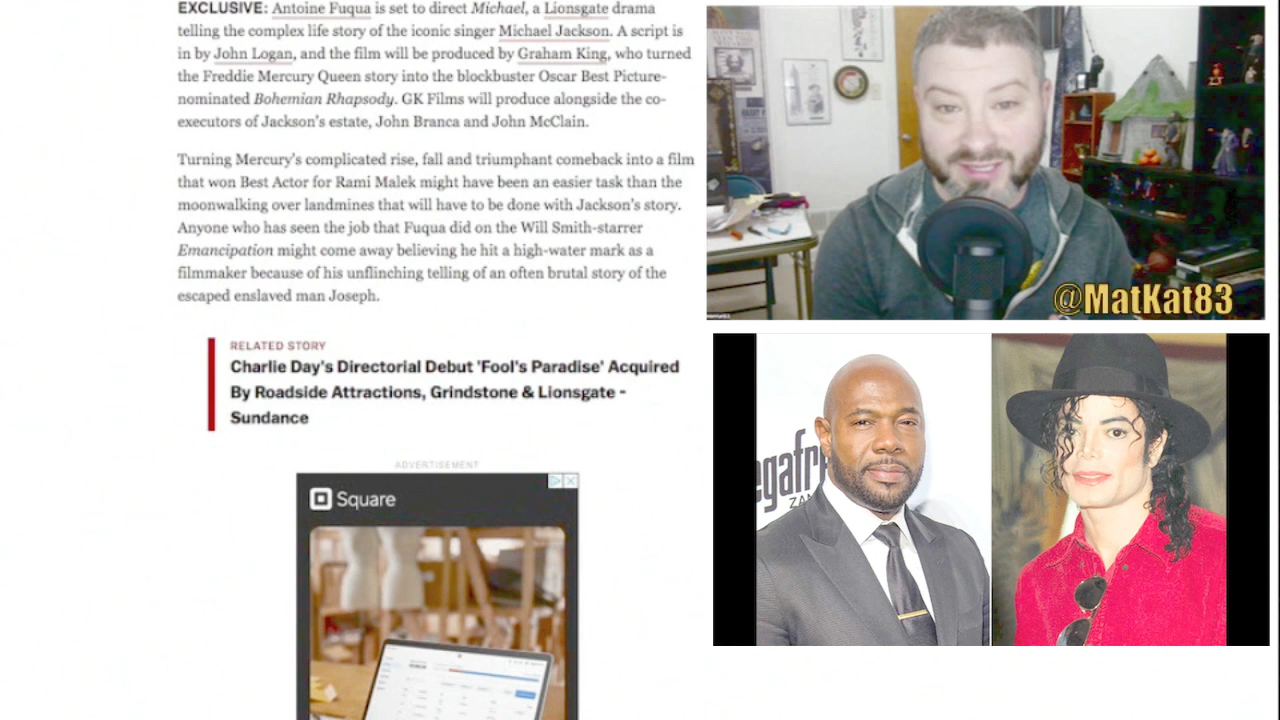 EXCLUSIVE: Antoine Fuqua is set to direct Michael, a Lionsgate drama
telling the complex life story of the iconic singer Michael Jackson. A script is
in by John Logan, and the film will be produced by Graham King, who turned
the Freddie Mercury Queen story into the blockbuster Oscar Best Picture-
nominated Bohemian Rhapsody. GK Films will produce alongside the co-
executors of Jackson's estate, John Branca and John McClain.
Turning Mercury's complicated rise, fall and triumphant comeback into a film
that won Best Actor for Rami Malek might have been an easier task than the
moonwalking over landmines that will have to be done with Jackson's story.
Anyone who has seen the job that Fuqua did on the Will Smith-starrer
Emancipation might come away believing he hit a high-water mark as a
filmmaker because of his unflinching telling of an often brutal story of the
escaped enslaved man Joseph.
RELATED STORY
Charlie Day's Directorial Debut 'Fool's Paradise' Acquired
By Roadside Attractions, Grindstone & Lionsgate -
Sundance
ADVERTISEMENT
Square
@MatKat83
egafr
ZAN